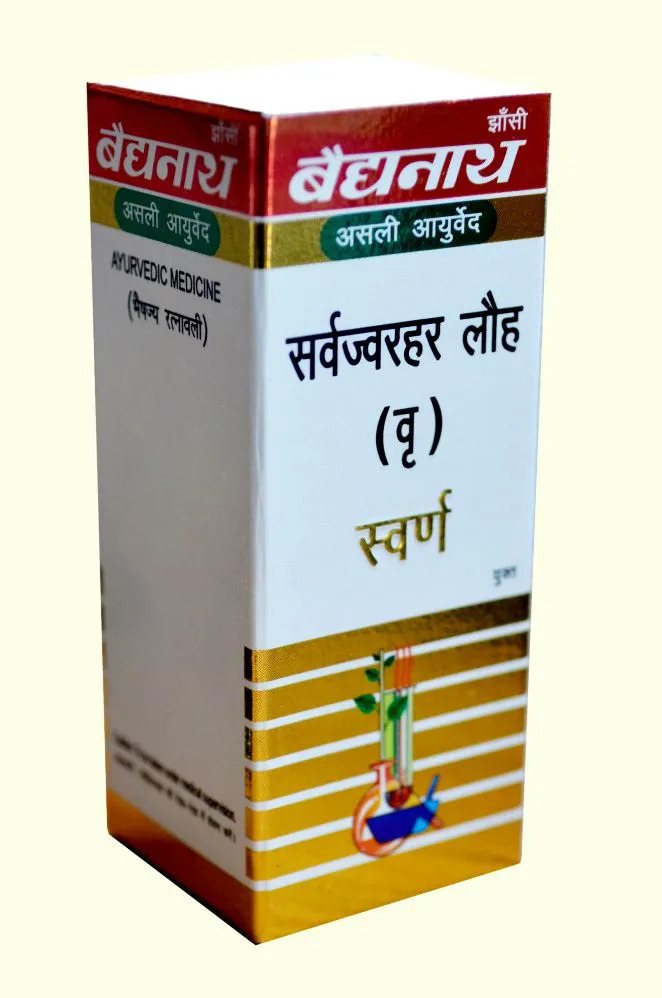 झाँसी
बैद्यनाथ
असली आयुर्वेद
AYURVEDIC MEDICINE
(भैषज्य रत्नावली)
झाँसी
बैद्यनाथ
असली आयुर्वेद
सर्वज्वरहर लौह
(वृ)
स्वर्ण
युक्त